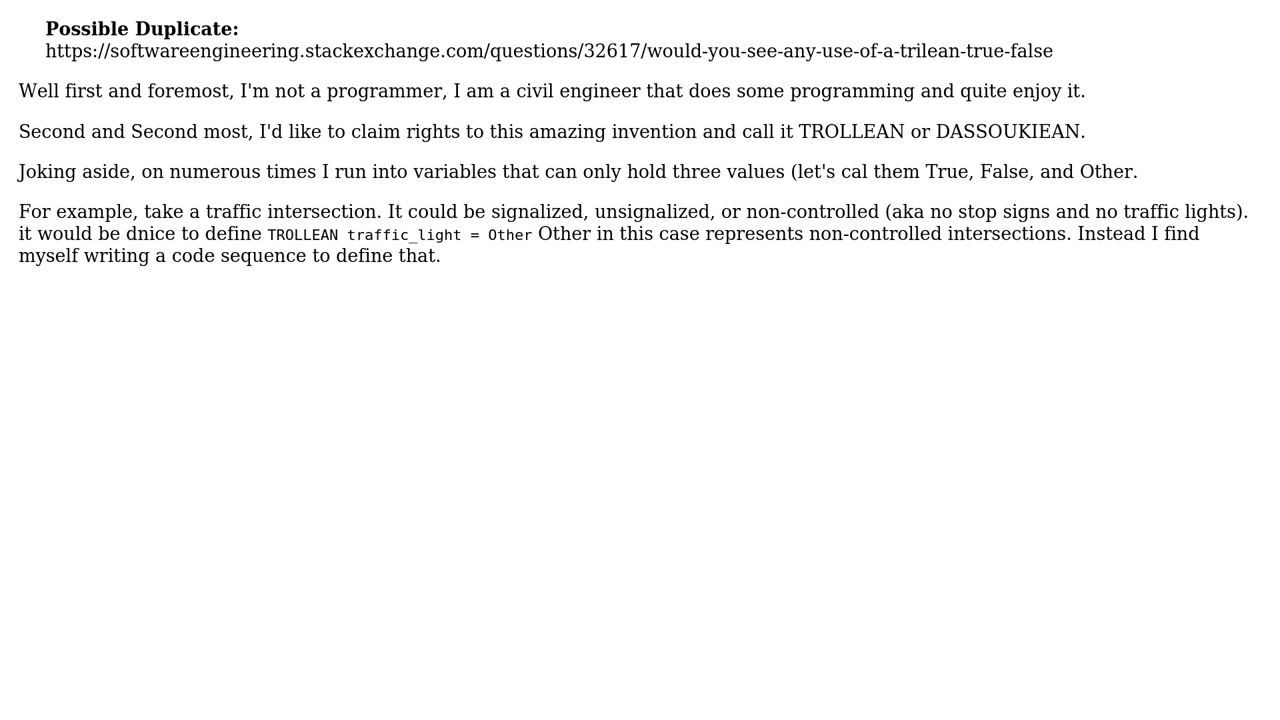 Possible Duplicate:
https://softwareengineering.stackexchange.com/questions/32617/would-you-see-any-use-of-a-trilean-true-false
Well first and foremost, I'm not a programmer, I am a civil engineer that does some programming and quite enjoy it.
Second and Second most, I'd like to claim rights to this amazing invention and call it TROLLEAN or DASSOUKIEAN.
Joking aside, on numerous times I run into variables that can only hold three values (let's cal them True, False, and Other.
For example, take a traffic intersection. It could be signalized, unsignalized, or non-controlled (aka no stop signs and no traffic lights).
it would be dnice to define TROLLEAN traffic_light = Other Other in this case represents non-controlled intersections. Instead I find
myself writing a code sequence to define that.